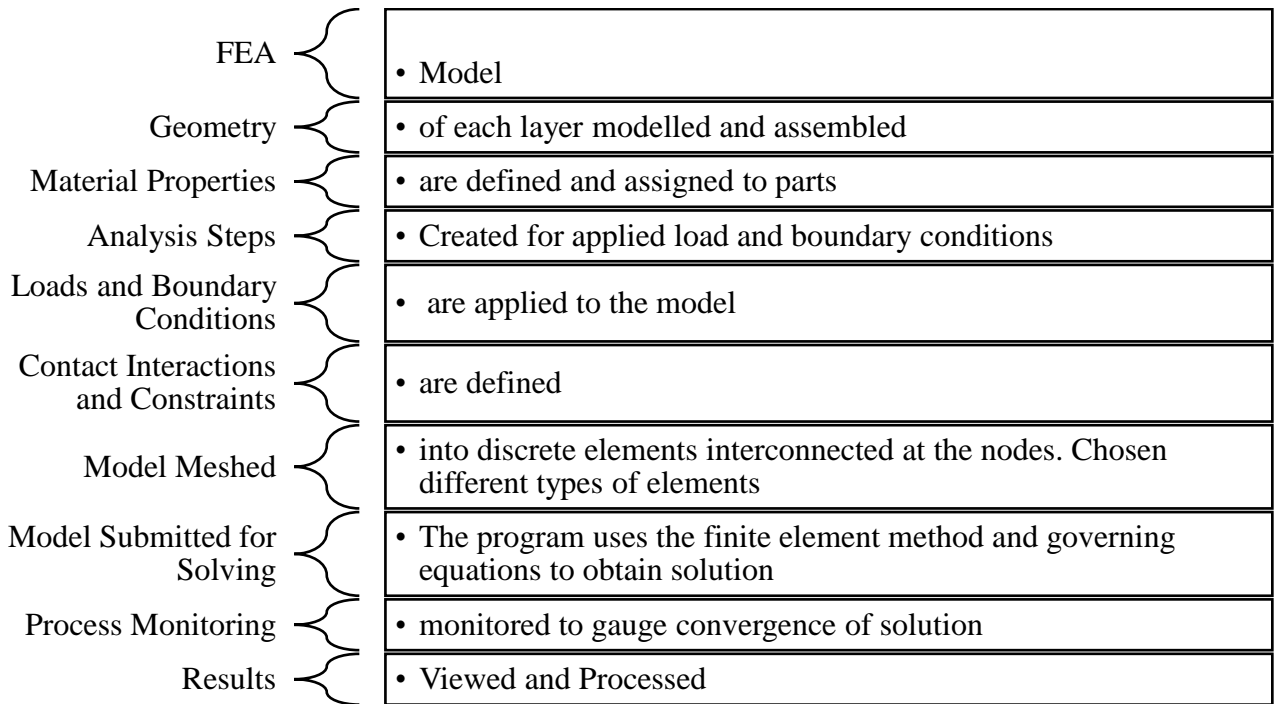 FEA
• Model
Geometry
• of each layer modelled and assembled
Material Properties
• are defined and assigned to parts
Analysis Steps
• Created for applied load and boundary conditions
Loads and Boundary
Conditions
• are applied to the model
Contact Interactions
and Constraints
• are defined
Model Meshed
• into discrete elements interconnected at the nodes. Chosen
different types of elements
Model Submitted for
Solving
• The program uses the finite element method and governing
equations to obtain solution
Process Monitoring
• monitored to gauge convergence of solution
Results
• Viewed and Processed